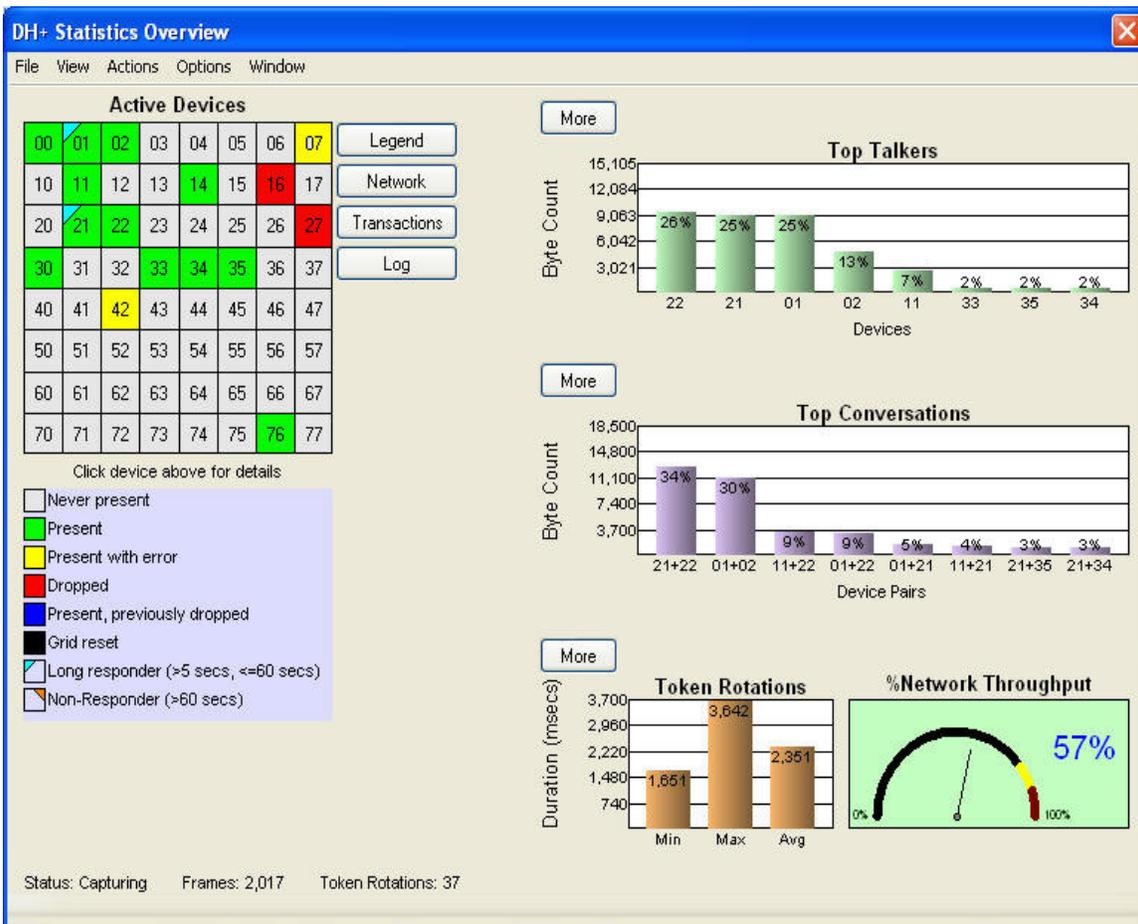 DH+ Statistics Overview
File View Actions Options Window
Active Devices
00 01 02 03 04 05 06 07
10 11 12 13 14 15 16 17
20 21 22 23 24 25 26 27
30 31 32 33 34 35 36 37
40 41 42 43 44 45 46 47
50 51 52 53 54 55 56 57
60 61 62 63 64 65 66 67
70 71 72 73 74 75 76 77
Click device above for details
Legend
Network
Transactions
Log
Never present
Present
Present with error
Dropped
Present, previously dropped
Grid reset
Long responder (>5 secs, <=60 secs)
Non-Responder (>60 secs)
More
Top Talkers
Byte Count
15,105
12,084
9,063
6,042
3,021
26% 25% 25% 13% 7% 2% 2% 2%
22 21 01 02 11 33 35 34
Devices
More
Top Conversations
Byte Count
18,500
14,800
11,100
7,400
3,700
34% 30% 9% 9% 5% 4% 3% 3%
21+22 01+02 11+22 01+22 01+21 11+21 21+35 21+34
Device Pairs
More
Token Rotations
Duration (msecs)
3,700
2,960
2,220
1,480
740
1,651 3,642 2,351
Min Max Avg
%Network Throughput
57%
0% 100%
Status: Capturing Frames: 2,017 Token Rotations: 37